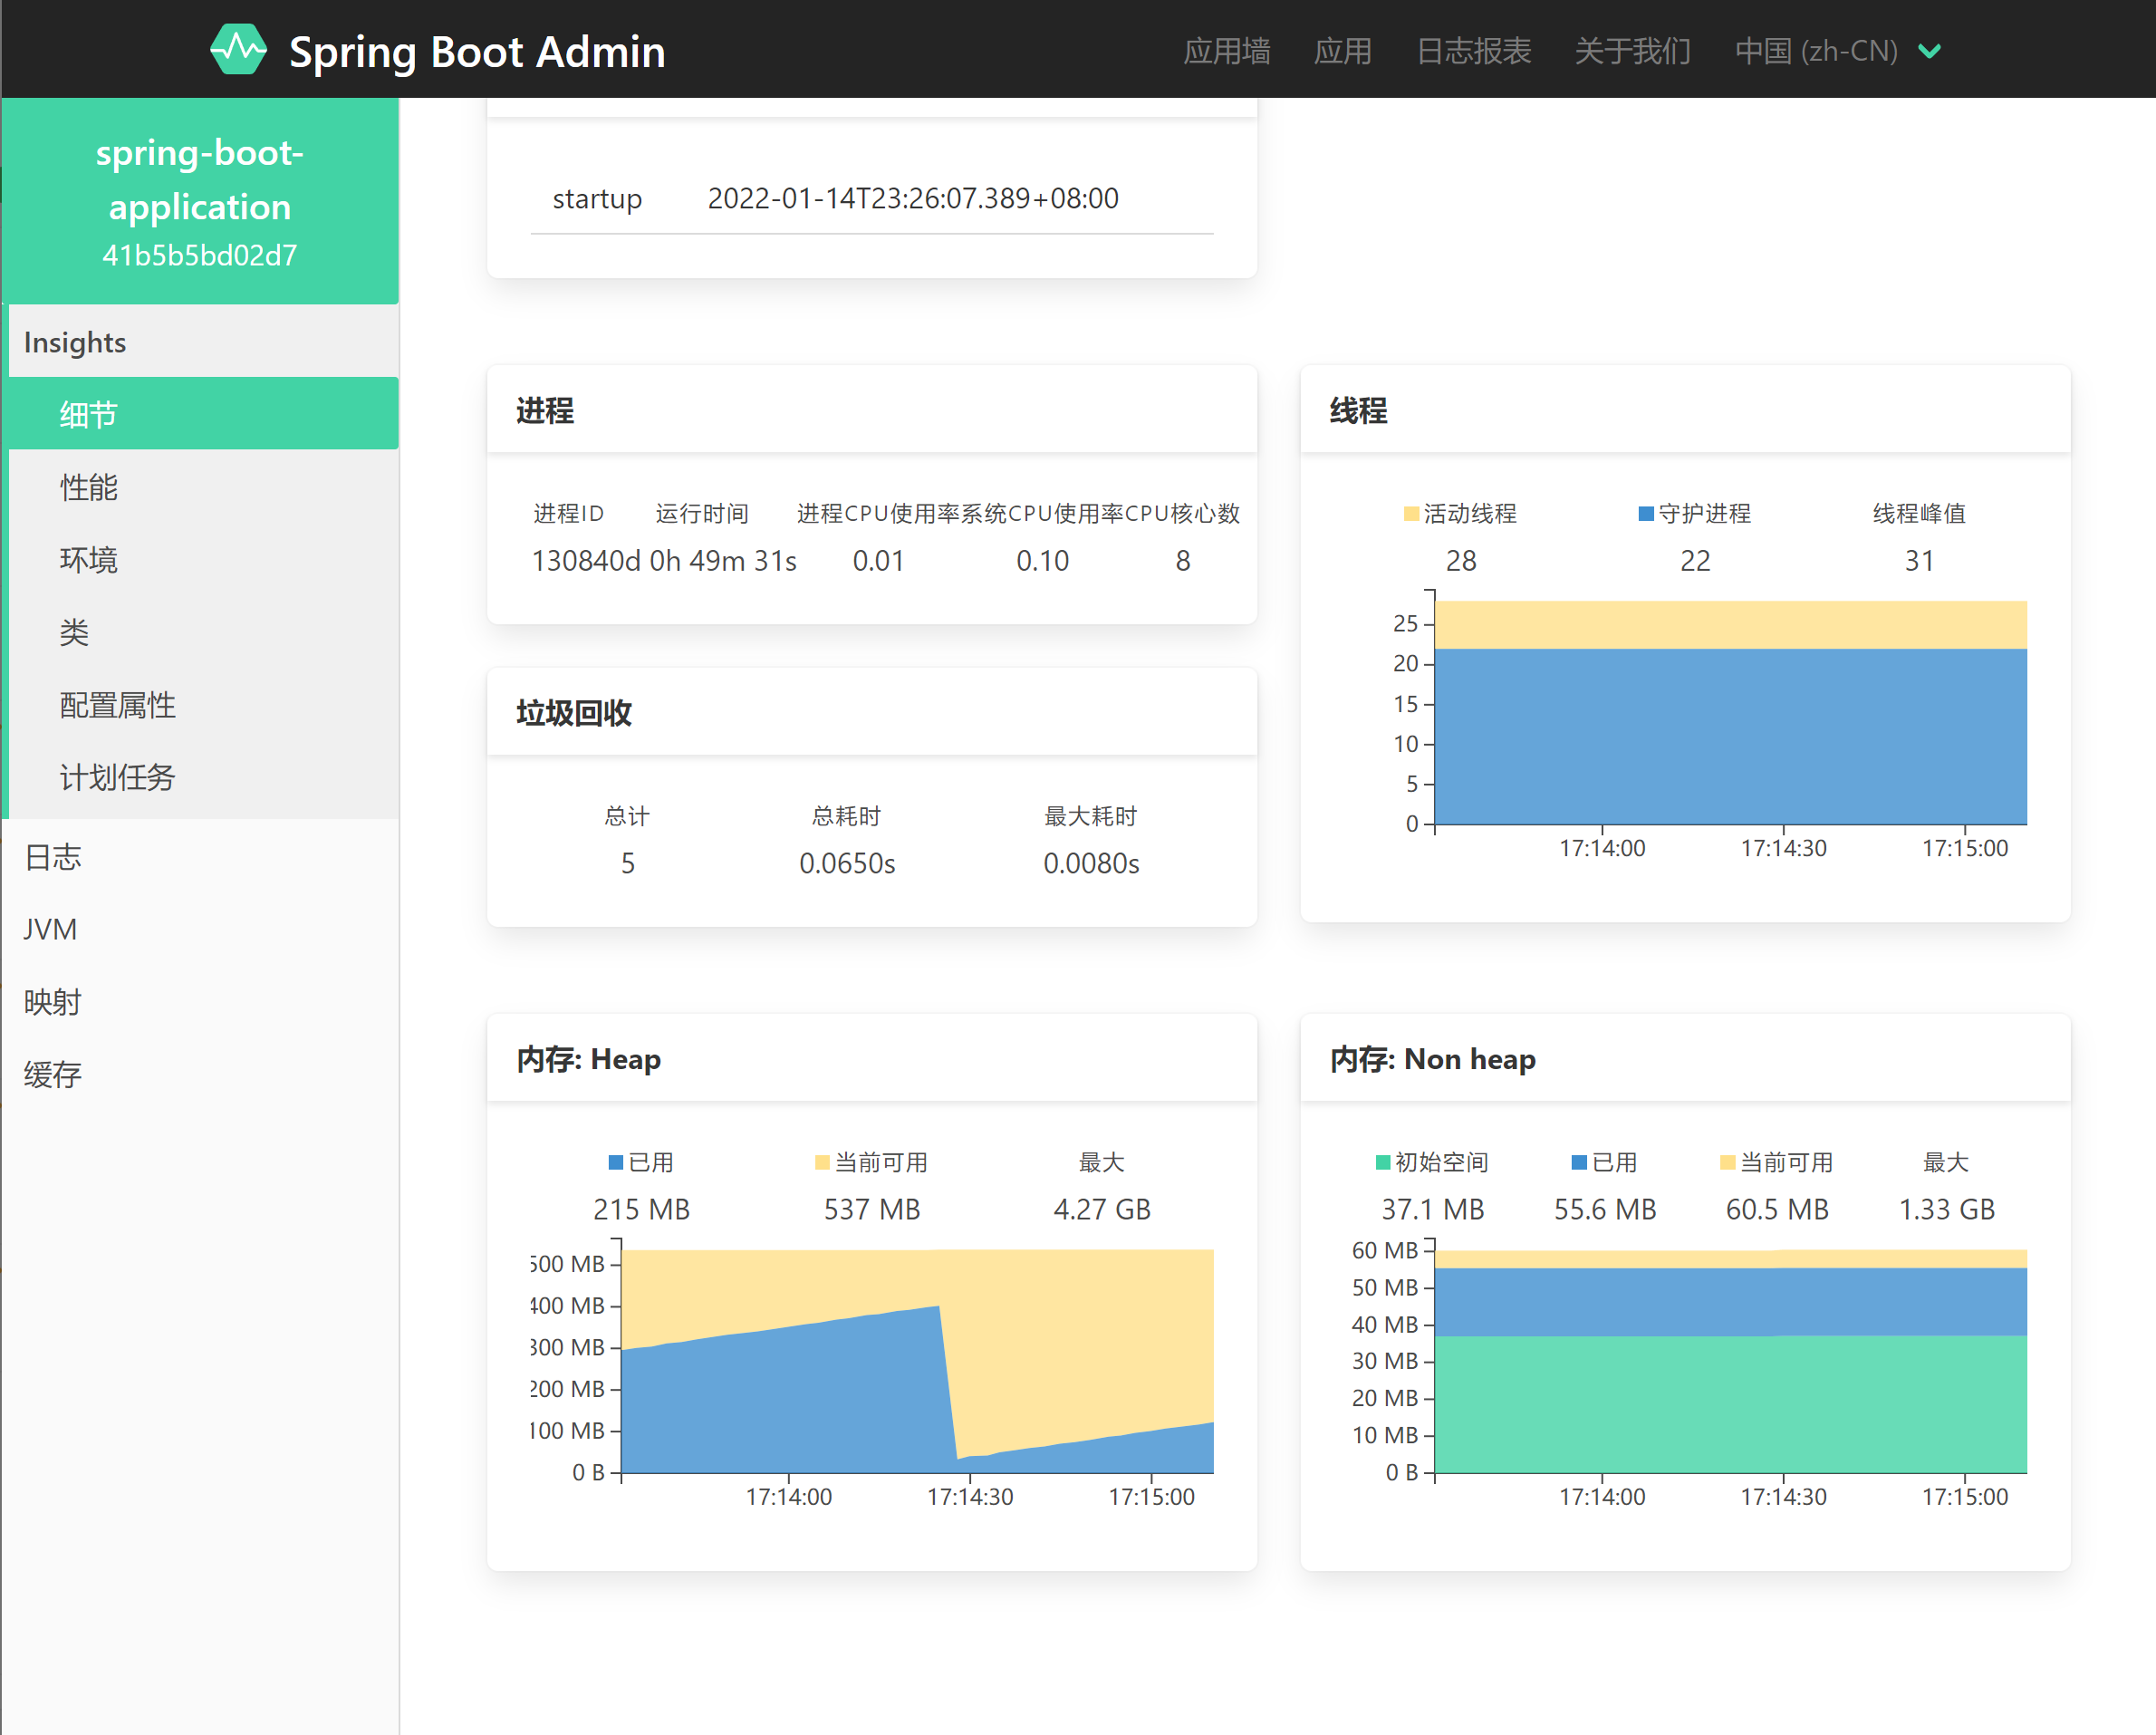 Spring Boot Admin
应用墙 应用 日志报表 关于我们 中国 (zh-CN)
spring-boot-
application
41b5b5bd02d7
Insights
细节
性能
环境
类
配置属性
计划任务
日志
JVM
映射
缓存
startup 2022-01-14T23:26:07.389+08:00
进程
进程ID 运行时间 进程CPU使用率系统CPU使用率CPU核心数
130840d 0h 49m 31s 0.01 0.10 8
线程
活动线程 守护进程 线程峰值
28 22 31
25
20
15
10
5
0
17:14:00 17:14:30 17:15:00
垃圾回收
总计 总耗时 最大耗时
5 0.0650s 0.0080s
内存: Heap
已用 当前可用 最大
215 MB 537 MB 4.27 GB
500 MB
400 MB
300 MB
200 MB
100 MB
0 B
17:14:00 17:14:30 17:15:00
内存: Non heap
初始空间 已用 当前可用 最大
37.1 MB 55.6 MB 60.5 MB 1.33 GB
60 MB
50 MB
40 MB
30 MB
20 MB
10 MB
0 B
17:14:00 17:14:30 17:15:00